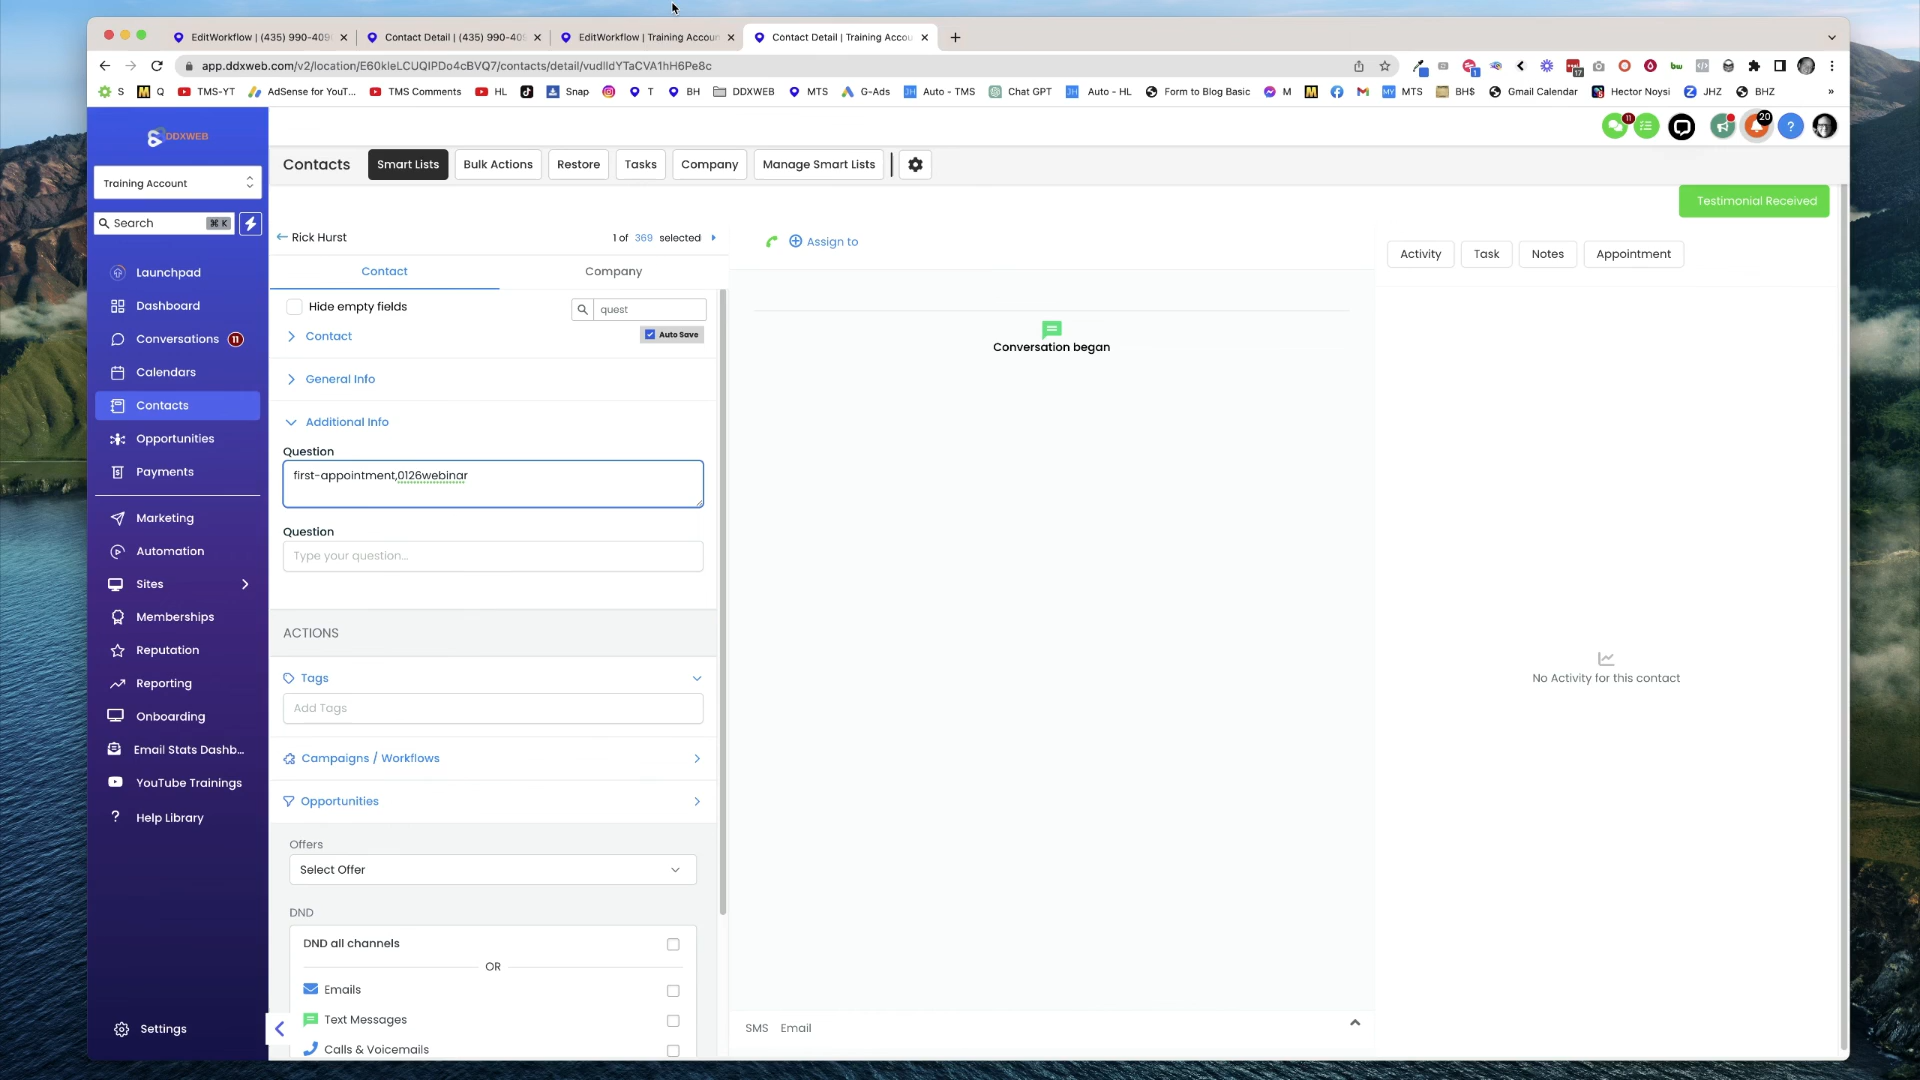 EditWorkflow | (435) 990-409
Contact Detail | (435) 990-409
EditWorkflow | Training Accoun
Contact Detail | Training Accou
app.ddxweb.com/v2/location/E60kIeLCUQIPDo4cBVQ7/contacts/detail/vudlIdYTaCVA1hH6Pe8c
S
Q
TMS-YT
AdSense for YouT...
TMS Comments
HL
Snap
T
BH
DDXWEB
MTS
G-Ads
Auto - TMS
Chat GPT
Auto - HL
Form to Blog Basic
M
MTS
BH$
Gmail Calendar
Hector Noysi
JHZ
BHZ
»
DDXWEB
11
20
Training Account
Search
⌘ K
Contacts
Smart Lists
Bulk Actions
Restore
Tasks
Company
Manage Smart Lists
Testimonial Received
Launchpad
Dashboard
Conversations
11
Calendars
Contacts
Opportunities
Payments
Marketing
Automation
Sites
Memberships
Reputation
Reporting
Onboarding
Email Stats Dashb...
YouTube Trainings
Help Library
Settings
Rick Hurst
1 of 369 selected
Contact
Company
Hide empty fields
quest
Contact
Auto Save
General Info
Additional Info
Question
first-appointment,0126webinar
Question
Type your question...
ACTIONS
Tags
Add Tags
Campaigns / Workflows
Opportunities
Offers
Select Offer
DND
DND all channels
OR
Emails
Text Messages
Calls & Voicemails
Assign to
Conversation began
SMS
Email
Activity
Task
Notes
Appointment
No Activity for this contact